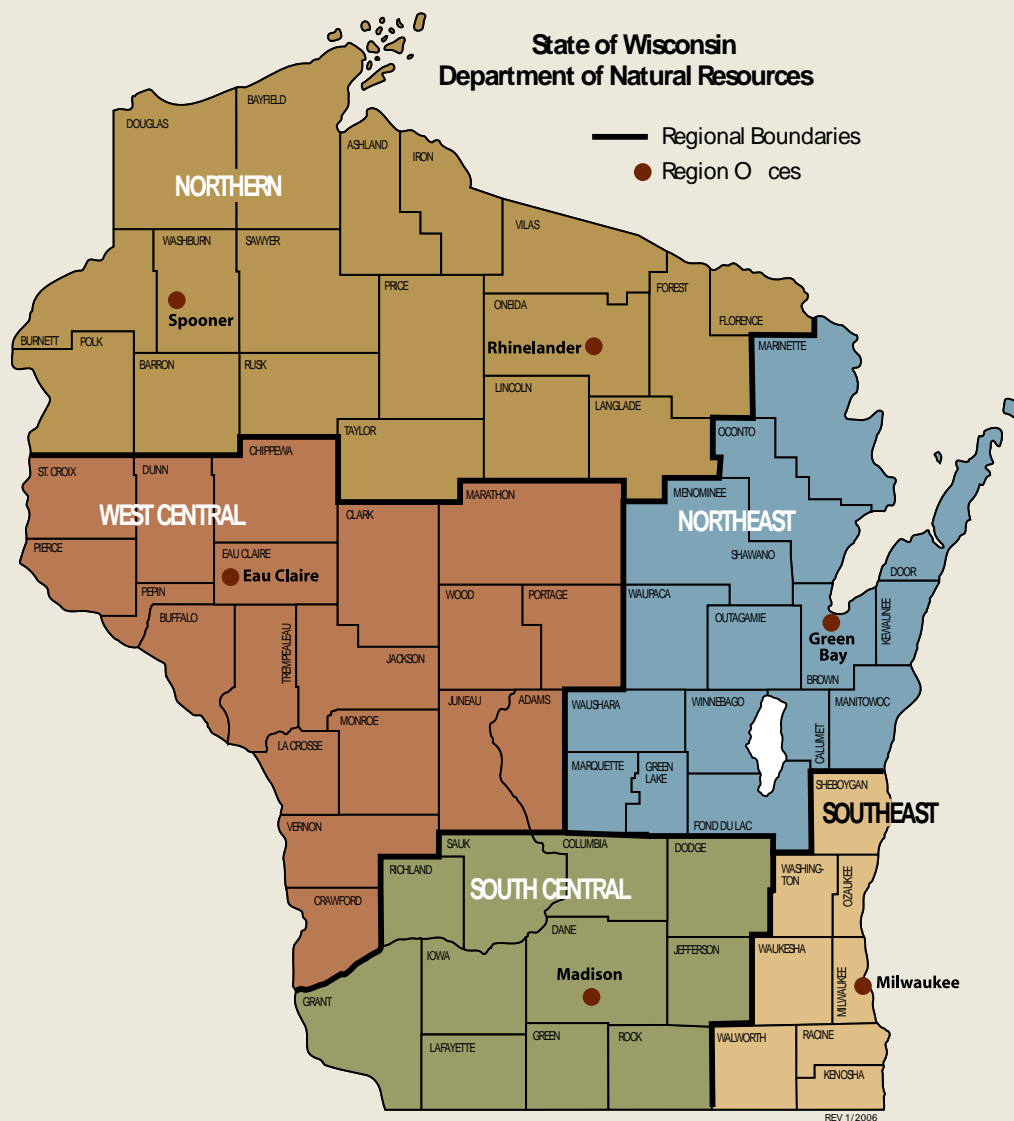 State of Wisconsin
Department of Natural Resources
Regional Boundaries
Region O ces
BAYFIELD
DOUGLAS
ASHLAND
IRON
NORTHERN
VILAS
WASHBURN
SAWYER
PRICE
FOREST
ONEIDA
Spooner
FLORENCE
BURNETT
POLK
Rhinelander
MARINETTE
BARRON
RUSK
LINCOLN
LANGLADE
TAYLOR
OCONTO
CHIPPEWA
ST. CROIX
DUNN
MARATHON
MENOMINEE
WEST CENTRAL
CLARK
NORTHEAST
PIERCE
EAU CLAIRE
SHAWANO
Eau Claire
DOOR
PEPIN
WOOD
PORTAGE
WAUPACA
BUFFALO
OUTAGAMIE
TREMPEALEAU
KEWAUNEE
Green
Bay
JACKSON
BROWN
JUNEAU
ADAMS
WAUSHARA
WINNEBAGO
MANITOWOC
MONROE
CALUMET
LA CROSSE
MARQUETTE
GREEN
LAKE
SHEBOYGAN
SOUTHEAST
VERNON
FOND DU LAC
SAUK
COLUMBIA
DODGE
RICHLAND
WASHING-
TON
OZAUKEE
SOUTH CENTRAL
CRAWFORD
DANE
IOWA
JEFFERSON
WAUKESHA
MILWAUKEE
Madison
Milwaukee
GRANT
LAFAYETTE
GREEN
ROCK
WALWORTH
RACINE
KENOSHA
REV 1/2006